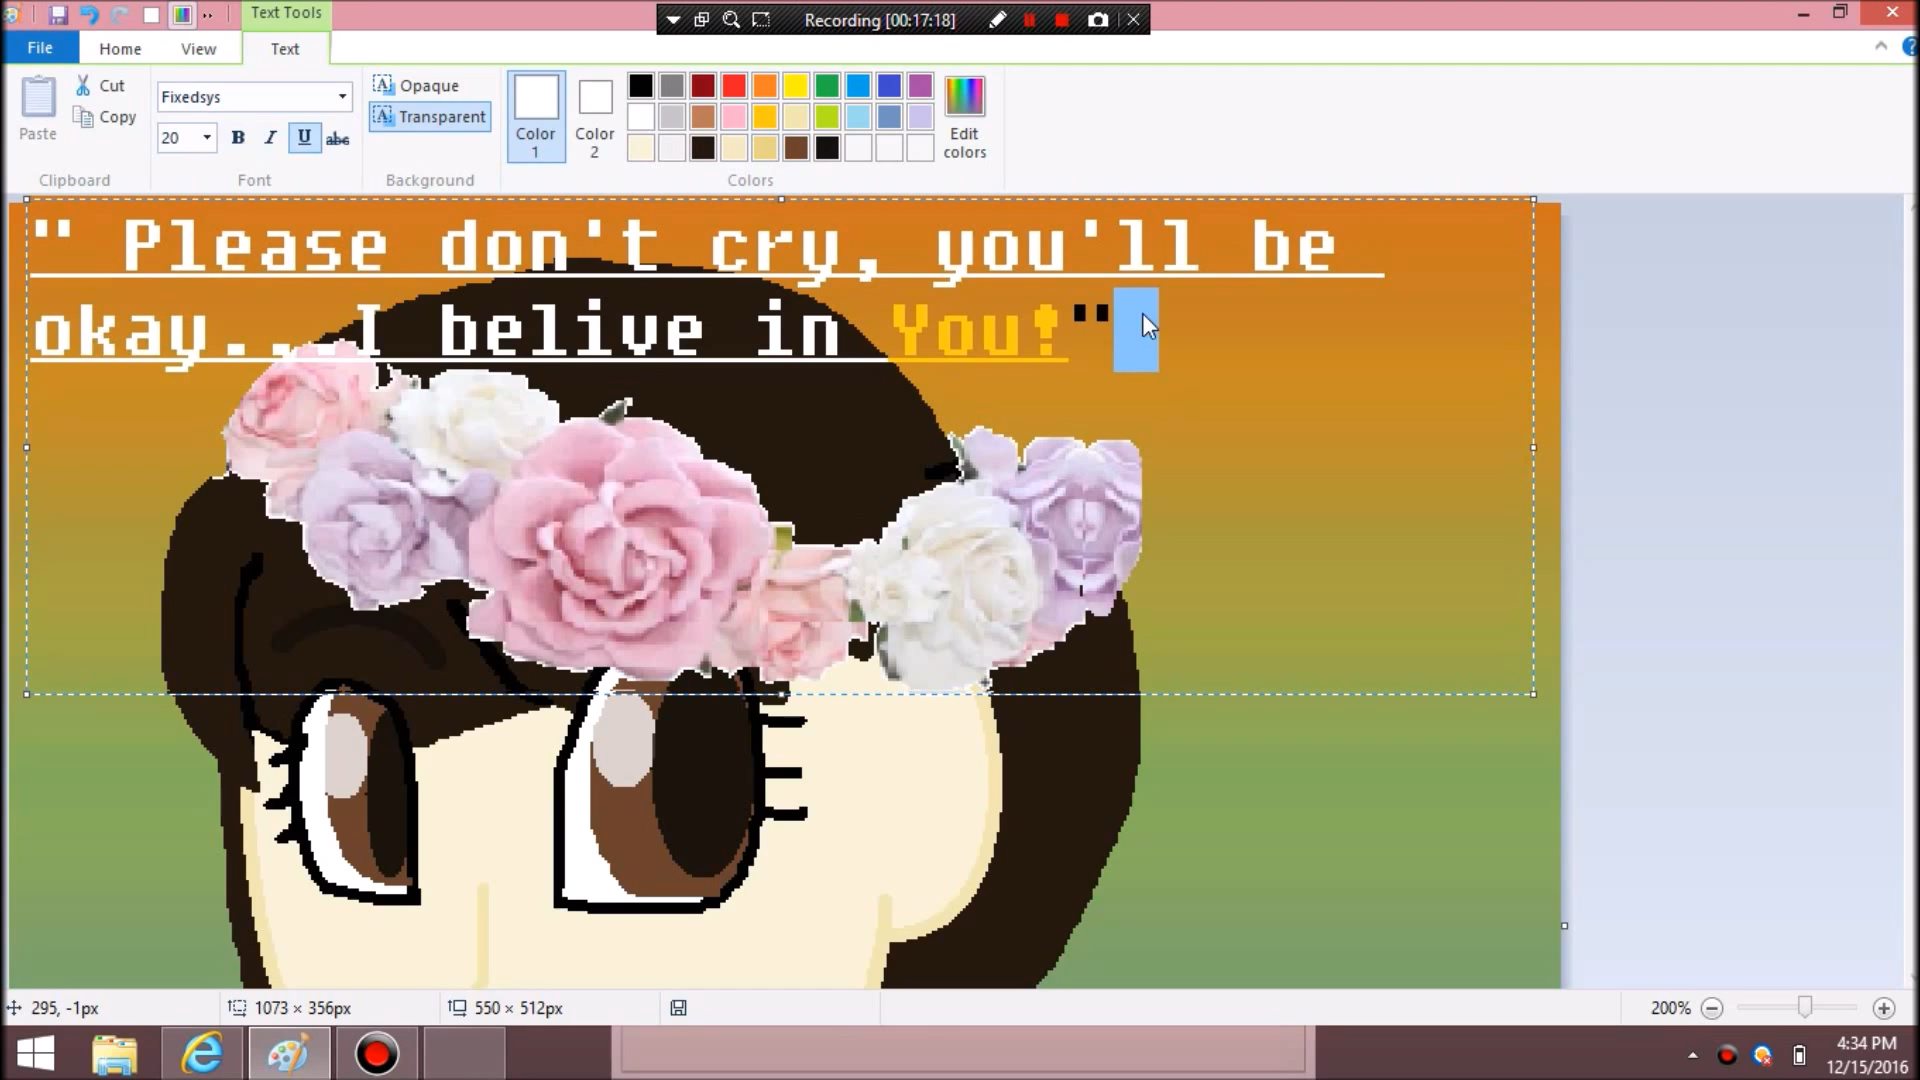 Text Tools
Recording [00:17:18]
File
Home
View
Text
Cut
Copy
Paste
Fixedsys
20
B I U abc
Opaque
Transparent
Color
1
Color
2
Edit
colors
Clipboard
Font
Background
Colors
" Please don't cry, you'll be
okay...I belive in You!"
295, -1px
1073 × 356px
550 × 512px
200%
4:34 PM
12/15/2016